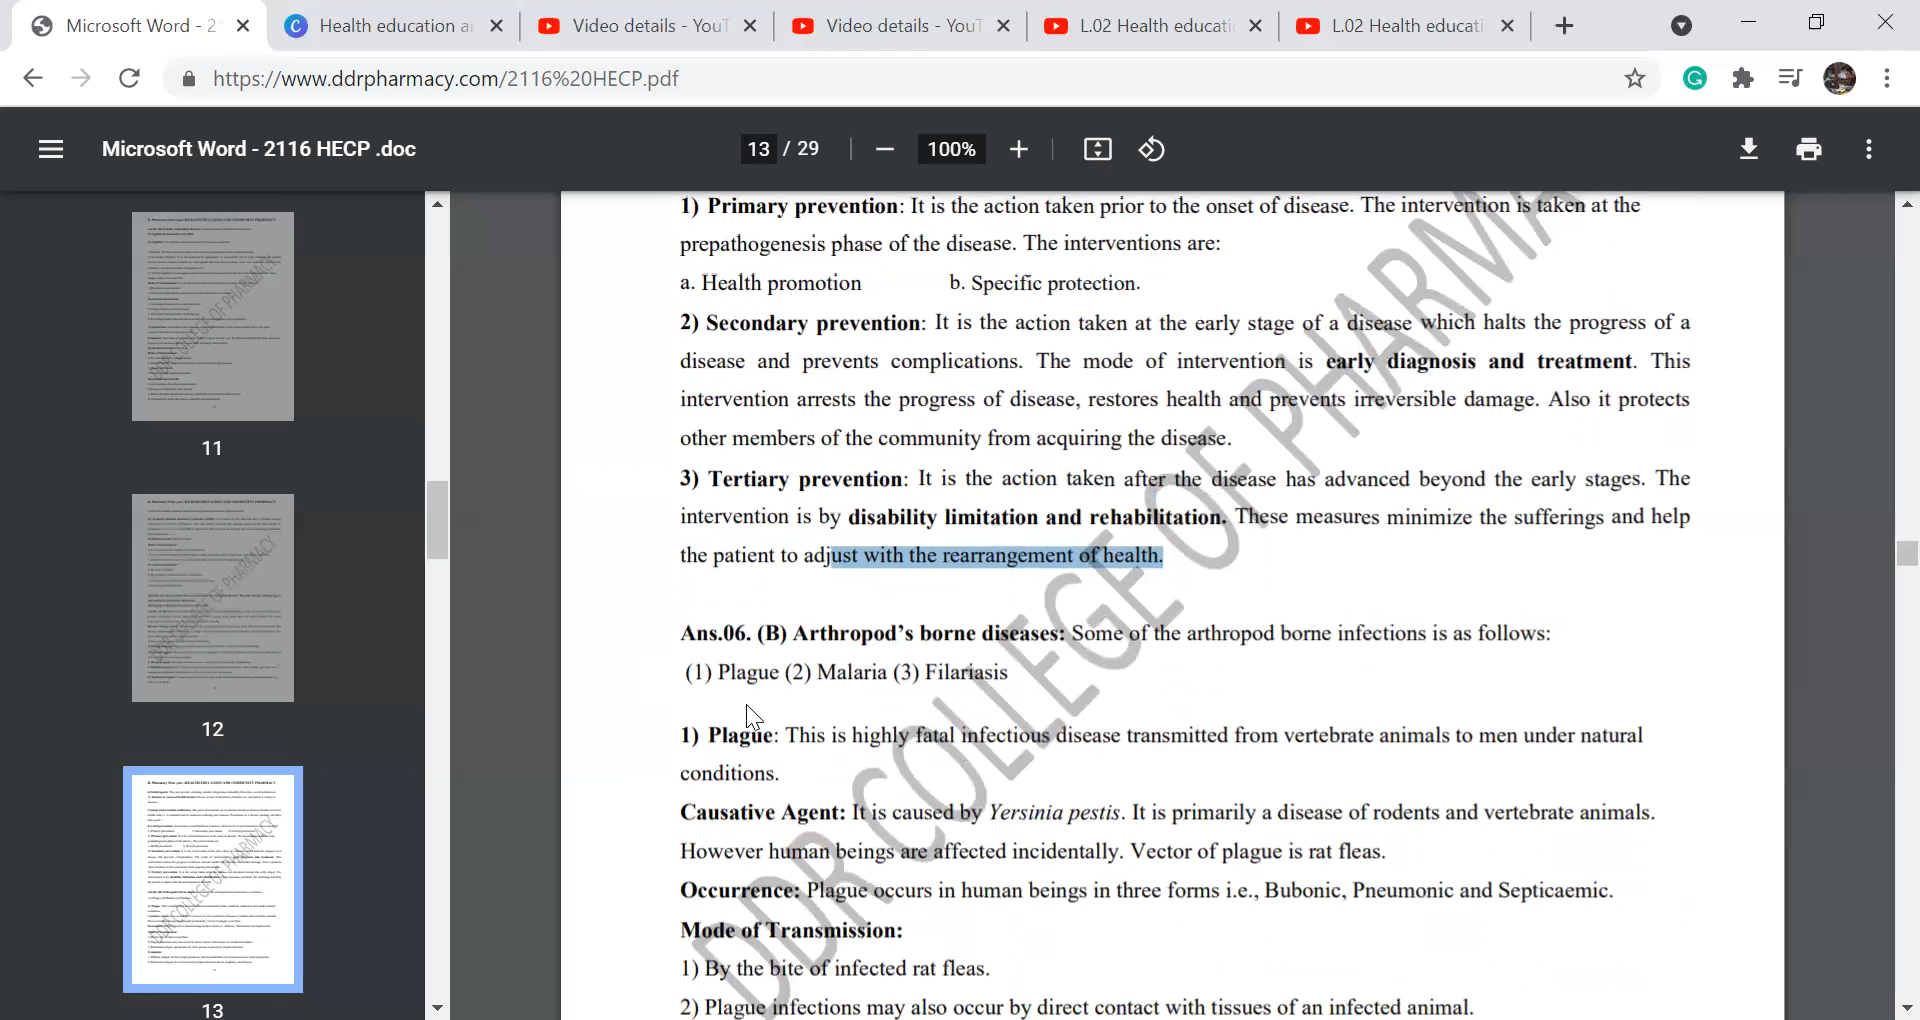 Microsoft Word - 2
Health education a
Video details - YouT
Video details - YouT
L.02 Health educati
L.02 Health educati
https://www.ddrpharmacy.com/2116%20HECP.pdf
Microsoft Word - 2116 HECP .doc
13 / 29
100%
11
12
13
1) Primary prevention: It is the action taken prior to the onset of disease. The intervention is taken at the
prepathogenesis phase of the disease. The interventions are:
a. Health promotion b. Specific protection.
2) Secondary prevention: It is the action taken at the early stage of a disease which halts the progress of a
disease and prevents complications. The mode of intervention is early diagnosis and treatment. This
intervention arrests the progress of disease, restores health and prevents irreversible damage. Also it protects
other members of the community from acquiring the disease.
3) Tertiary prevention: It is the action taken after the disease has advanced beyond the early stages. The
intervention is by disability limitation and rehabilitation. These measures minimize the sufferings and help
the patient to adjust with the rearrangement of health.
Ans.06. (B) Arthropod’s borne diseases: Some of the arthropod borne infections is as follows:
(1) Plague (2) Malaria (3) Filariasis
1) Plague: This is highly fatal infectious disease transmitted from vertebrate animals to men under natural
conditions.
Causative Agent: It is caused by Yersinia pestis. It is primarily a disease of rodents and vertebrate animals.
However human beings are affected incidentally. Vector of plague is rat fleas.
Occurrence: Plague occurs in human beings in three forms i.e., Bubonic, Pneumonic and Septicaemic.
Mode of Transmission:
1) By the bite of infected rat fleas.
2) Plague infections may also occur by direct contact with tissues of an infected animal.
DDR COLLEGE OF PHARMA